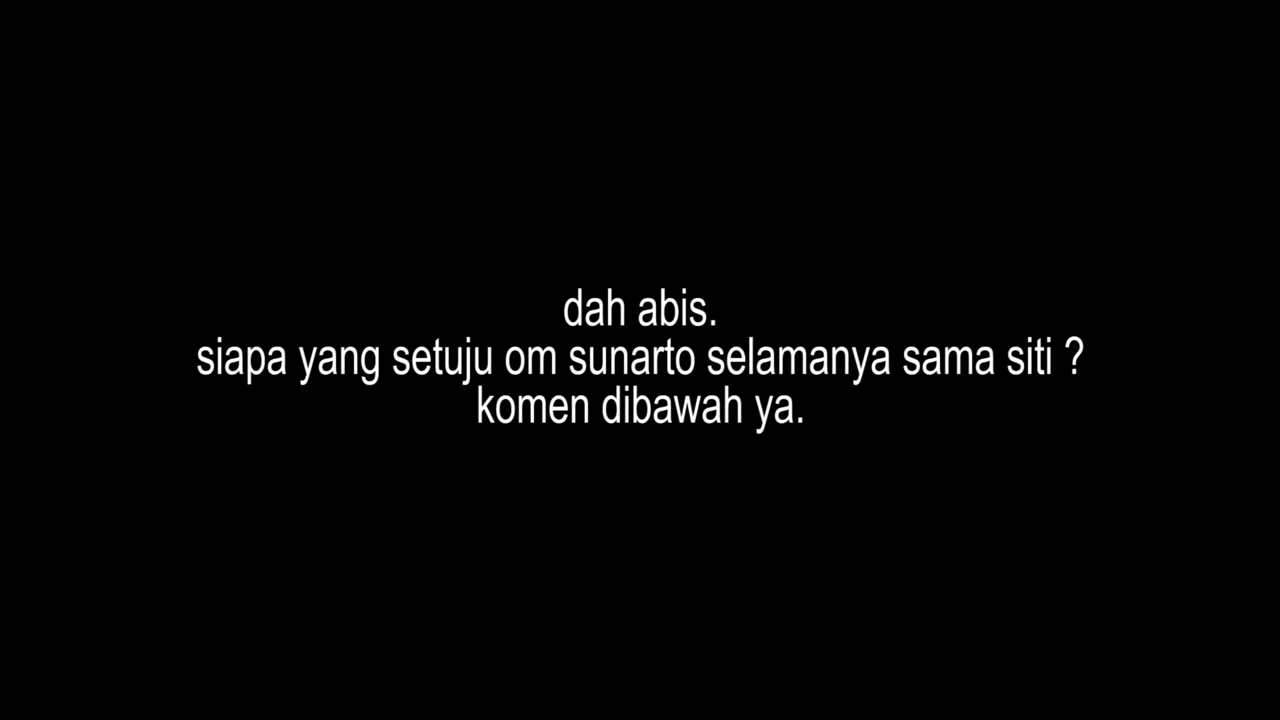 dah abis.
siapa yang setuju om sunarto selamanya sama siti ?
komen dibawah ya.